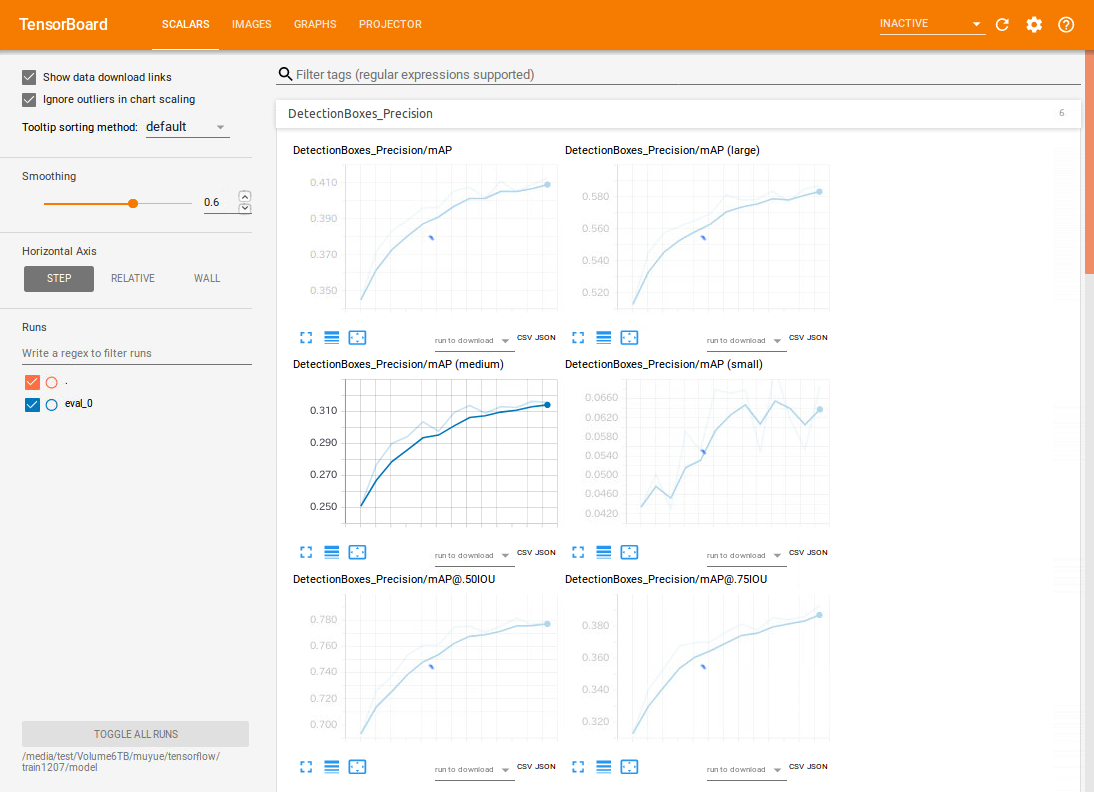 TensorBoard
SCALARS IMAGES GRAPHS PROJECTOR
INACTIVE
Show data download links
Ignore outliers in chart scaling
Tooltip sorting method: default
Smoothing
0.6
Horizontal Axis
STEP RELATIVE WALL
Runs
Write a regex to filter runs
.
eval_0
TOGGLE ALL RUNS
/media/test/Volume6TB/muyue/tensorflow/
train1207/model
Filter tags (regular expressions supported)
DetectionBoxes_Precision 6
DetectionBoxes_Precision/mAP
0.410
0.390
0.370
0.350
run to download CSV JSON
DetectionBoxes_Precision/mAP (large)
0.580
0.560
0.540
0.520
run to download CSV JSON
DetectionBoxes_Precision/mAP (medium)
0.310
0.290
0.270
0.250
run to download CSV JSON
DetectionBoxes_Precision/mAP (small)
0.0660
0.0620
0.0580
0.0540
0.0500
0.0460
0.0420
run to download CSV JSON
DetectionBoxes_Precision/mAP@.50IOU
0.780
0.760
0.740
0.720
0.700
run to download CSV JSON
DetectionBoxes_Precision/mAP@.75IOU
0.380
0.360
0.340
0.320
run to download CSV JSON